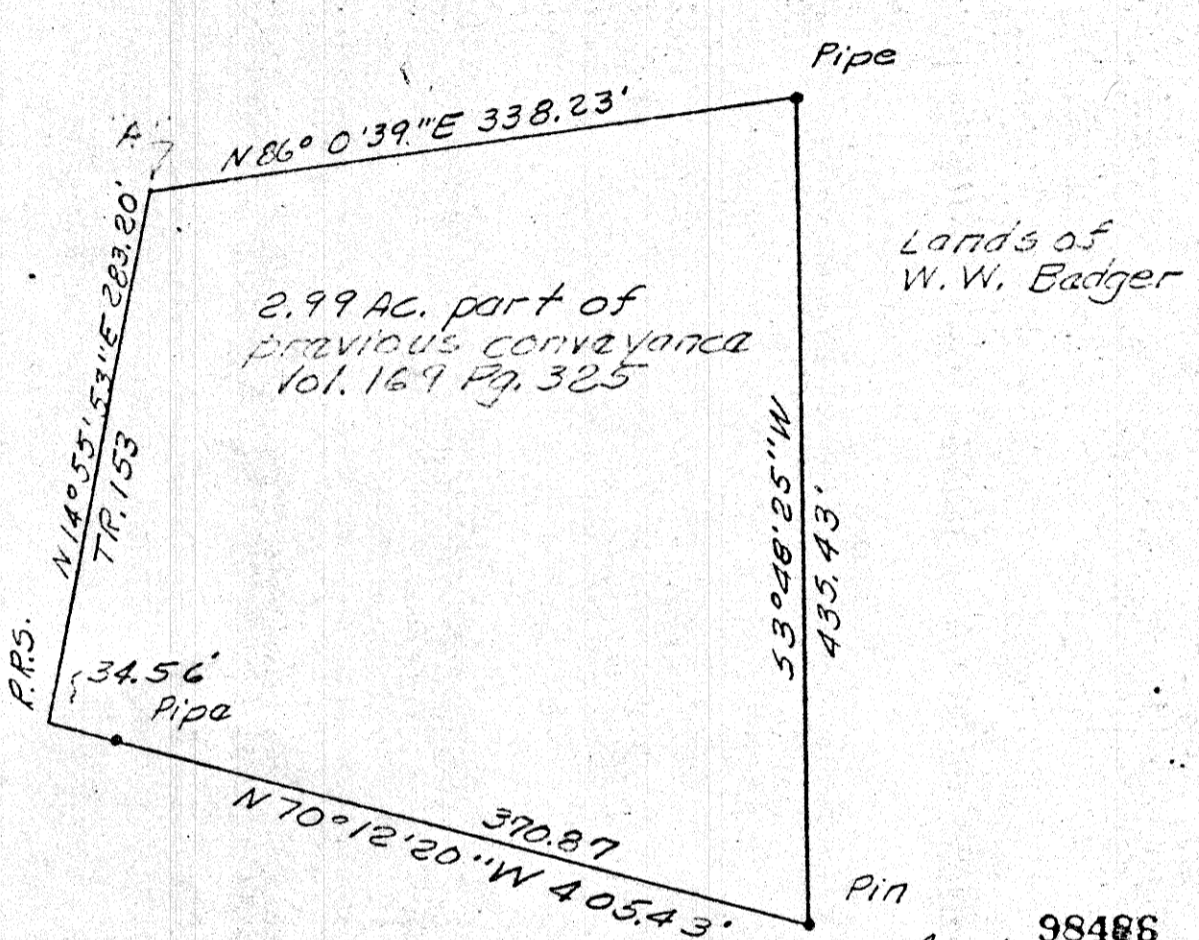 Pipe
"A"
N 86° 0'39."E 338.23'
Lands of
W.W. Badger
2.99 Ac. part of
previous conveyance
Vol. 169 Pg. 325
N 14° 55' 53" E 283.20'
TR. 153
S 3° 48' 25" W
435.43'
P.R.S.
34.56'
Pipe
370.87
N 70° 12' 20" W 405.43'
Pin